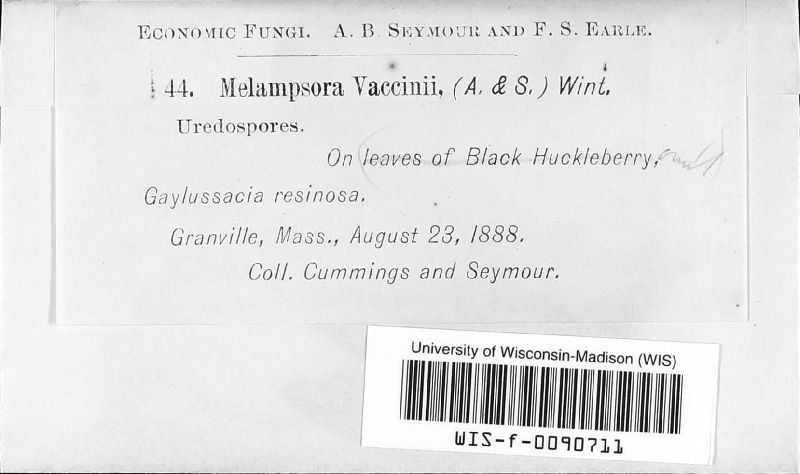 Economic Fungi. A. B. Seymour and F. S. Earle.
44. Melampsora Vaccinii, (A. & S.) Wint.
Uredospores.
On leaves of Black Huckleberry,
Gaylussacia resinosa.
Granville, Mass., August 23, 1888.
Coll. Cummings and Seymour.
University of Wisconsin-Madison (WIS)
WIS-f-0090711